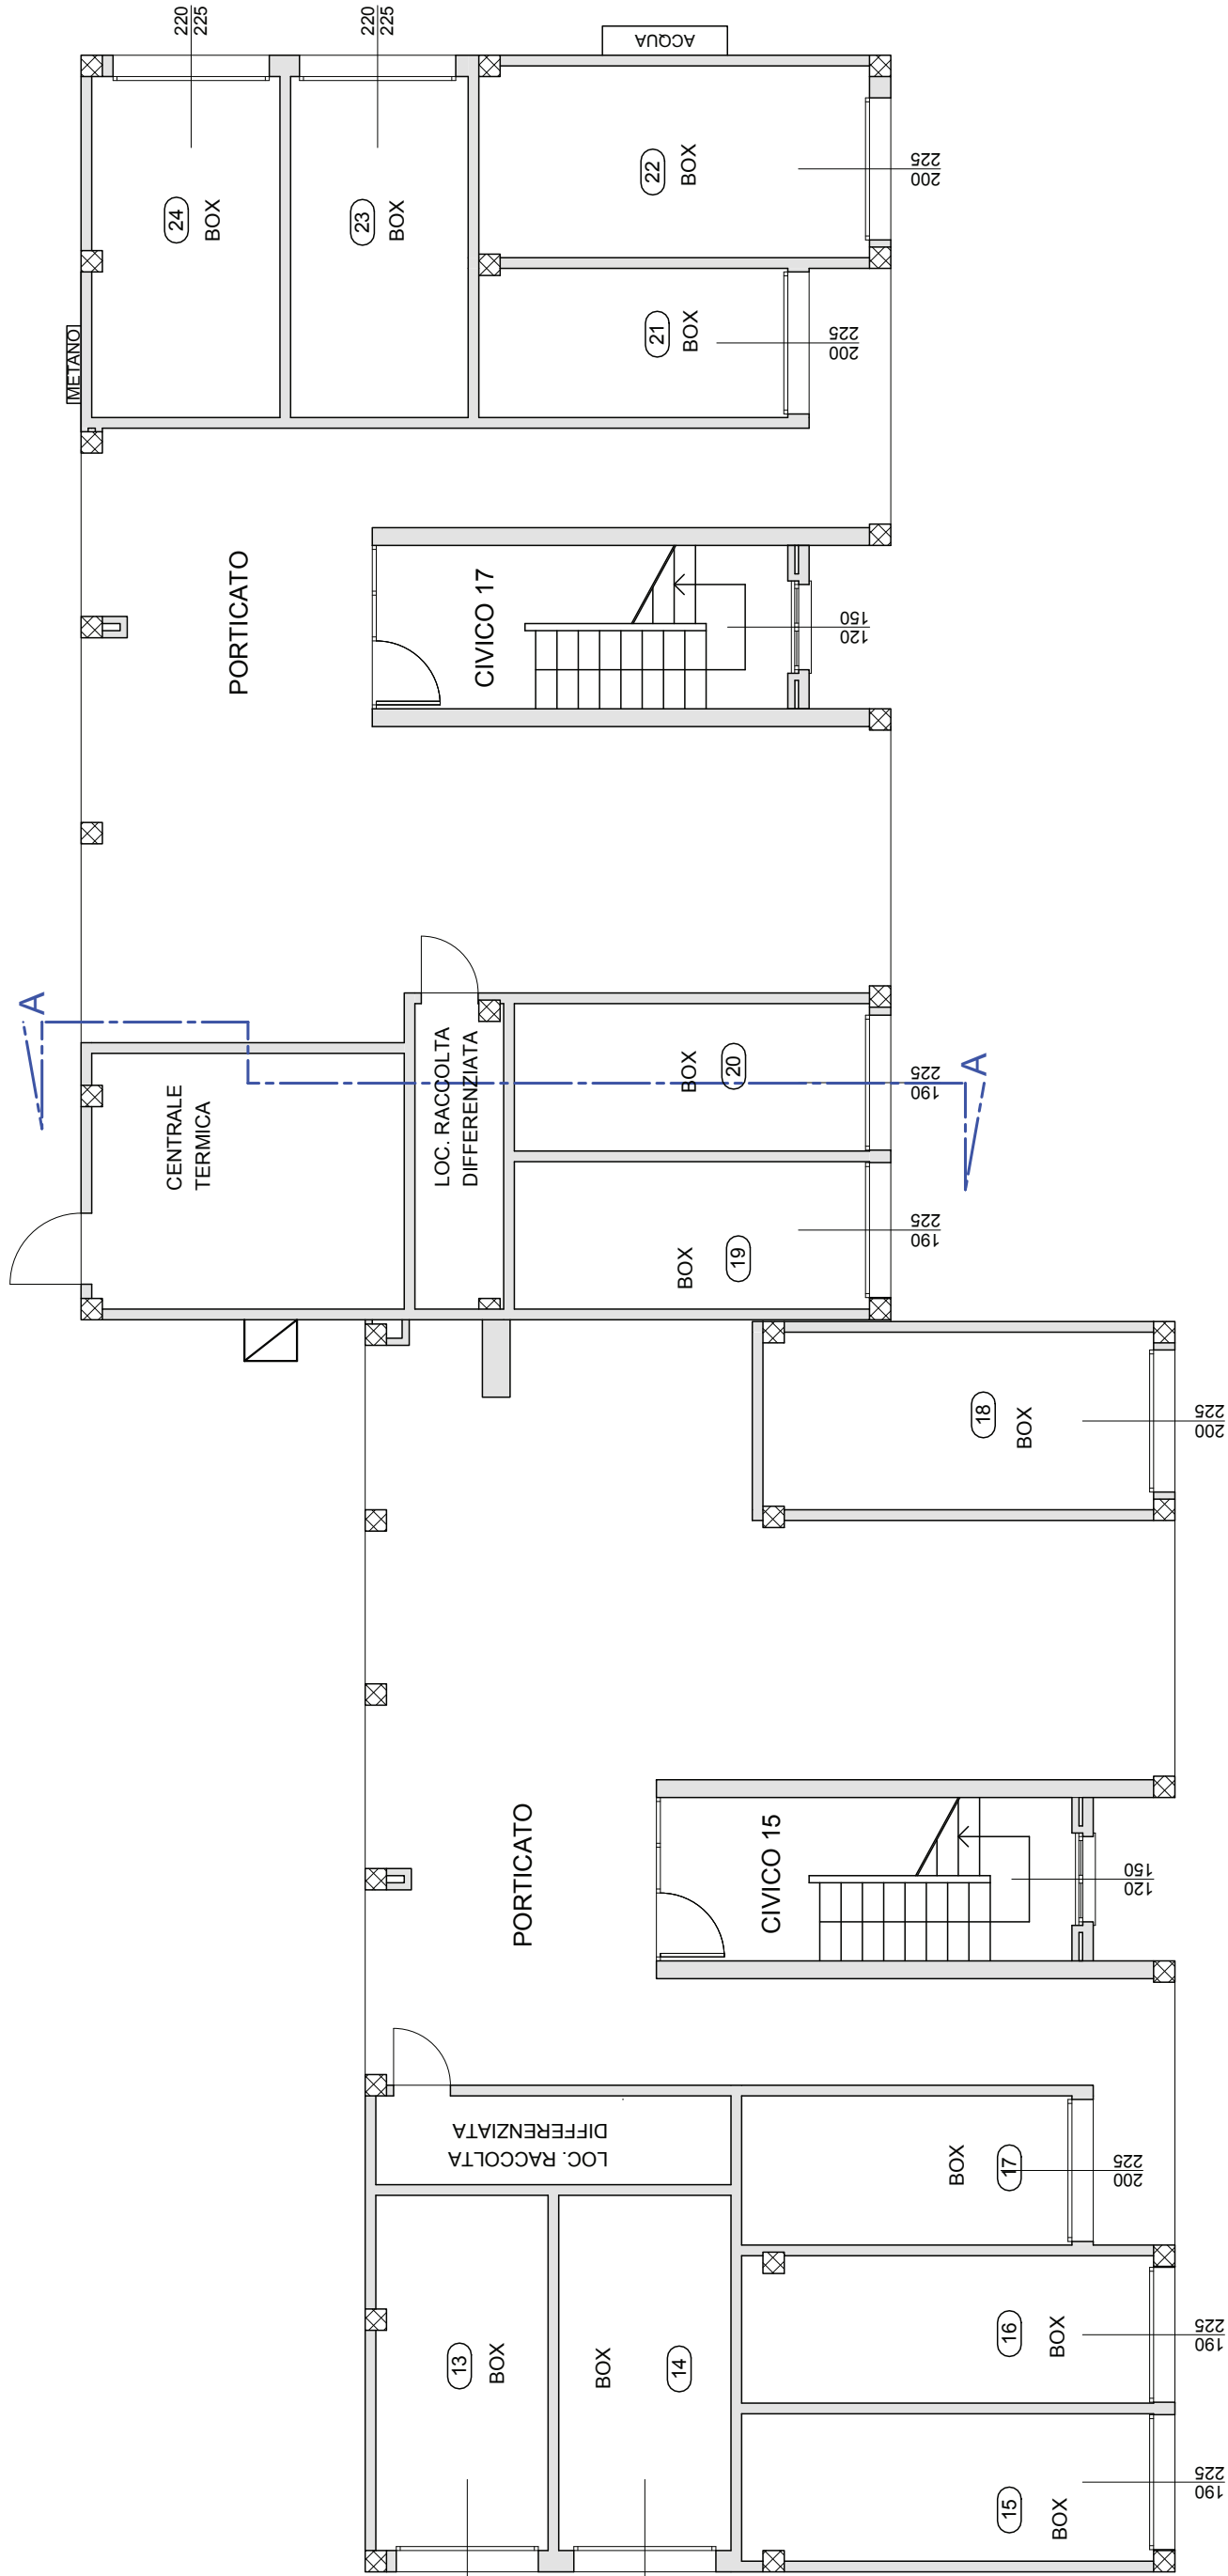 220
225
220
225
ACQUA
24
BOX
23
BOX
22
BOX
225
200
21
BOX
225
200
METANO
PORTICATO
CIVICO 17
150
120
A
CENTRALE
TERMICA
LOC. RACCOLTA
DIFFERENZIATA
BOX
20
225
190
A
BOX
19
225
190
18
BOX
225
200
PORTICATO
CIVICO 15
150
120
LOC. RACCOLTA
DIFFERENZIATA
BOX
17
225
200
13
BOX
BOX
14
16
BOX
225
190
15
BOX
225
190